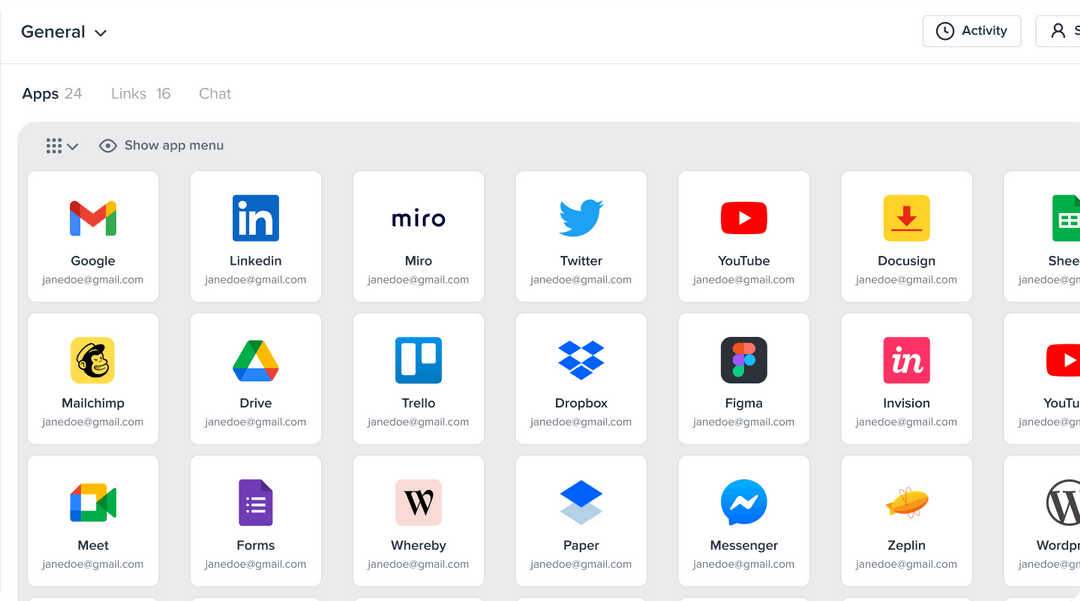 General
Activity
S
Apps 24 Links 16 Chat
Show app menu
in miro
Google Linkedin Miro Twitter YouTube Docusign Shee
janedoe@gmail.com janedoe@gmail.com janedoe@gmail.com janedoe@gmail.com janedoe@gmail.com janedoe@gmail.com janedoe@gm
in
Mailchimp Drive Trello Dropbox Figma Invision YouTu
janedoe@gmail.com janedoe@gmail.com janedoe@gmail.com janedoe@gmail.com janedoe@gmail.com janedoe@gmail.com janedoe@gm
W W
Meet Forms Whereby Paper Messenger Zeplin Wordpr
janedoe@gmail.com janedoe@gmail.com janedoe@gmail.com janedoe@gmail.com janedoe@gmail.com janedoe@gmail.com janedoe@gm